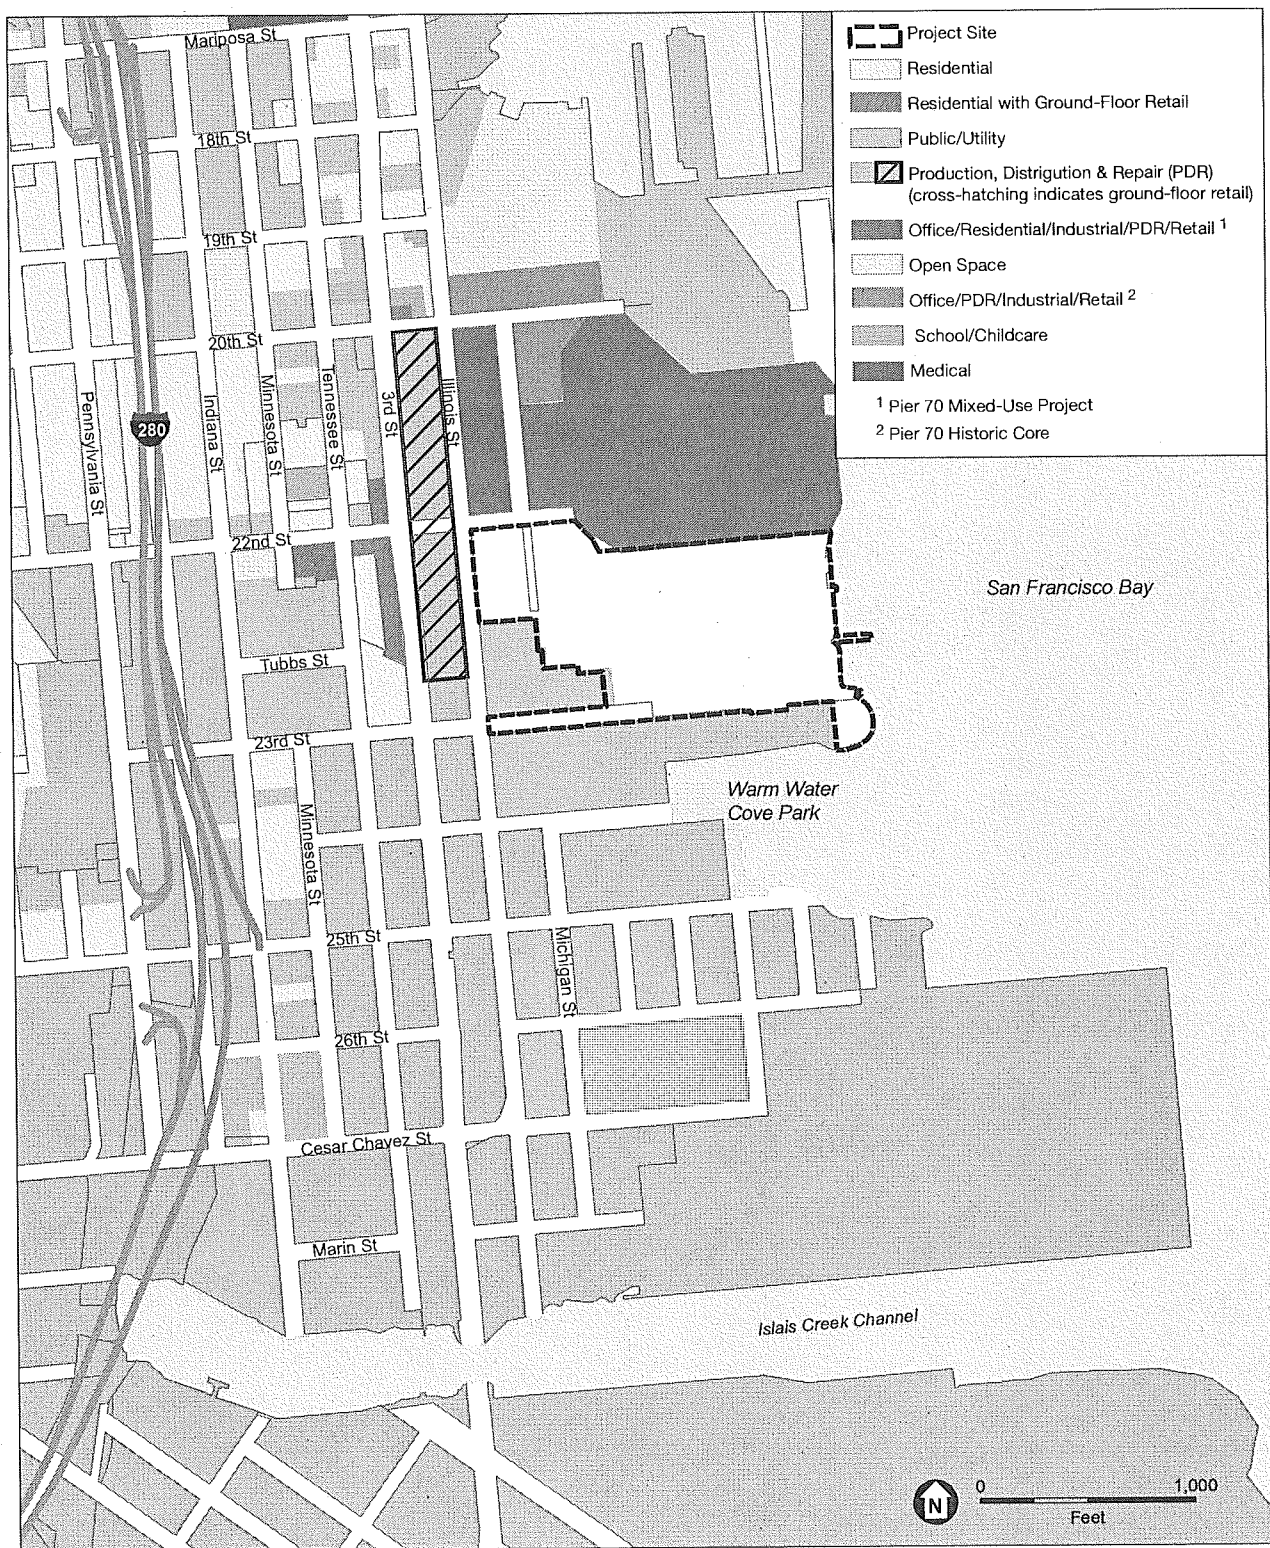 Project Site
Residential
Residential with Ground-Floor Retail
Public/Utility
Production, Distrigution & Repair (PDR)
(cross-hatching indicates ground-floor retail)
Office/Residential/Industrial/PDR/Retail 1
Open Space
Office/PDR/Industrial/Retail 2
School/Childcare
Medical
1 Pier 70 Mixed-Use Project
2 Pier 70 Historic Core
Mariposa St
18th St
19th St
20th St
Pennsylvania St
280
Indiana St
Minnesota St
Tennessee St
3rd St
Illinois St
22nd St
San Francisco Bay
Tubbs St
23rd St
Warm Water
Cove Park
Minnesota St
25th St
Michigan St
26th St
Cesar Chavez St
Marin St
Islais Creek Channel
N
0 1,000
Feet